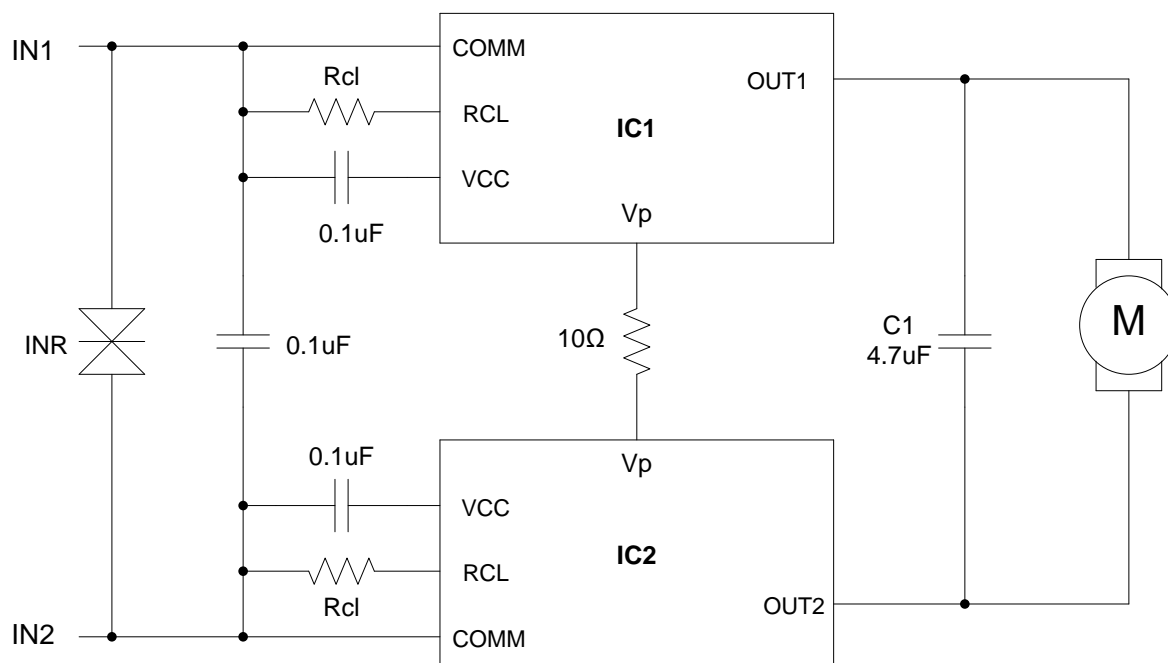 IN1
COMM
Rcl
OUT1
RCL
IC1
VCC
0.1uF
Vp
INR
0.1uF
10Ω
C1
4.7uF
M
0.1uF
Vp
VCC
IC2
RCL
Rcl
OUT2
IN2
COMM